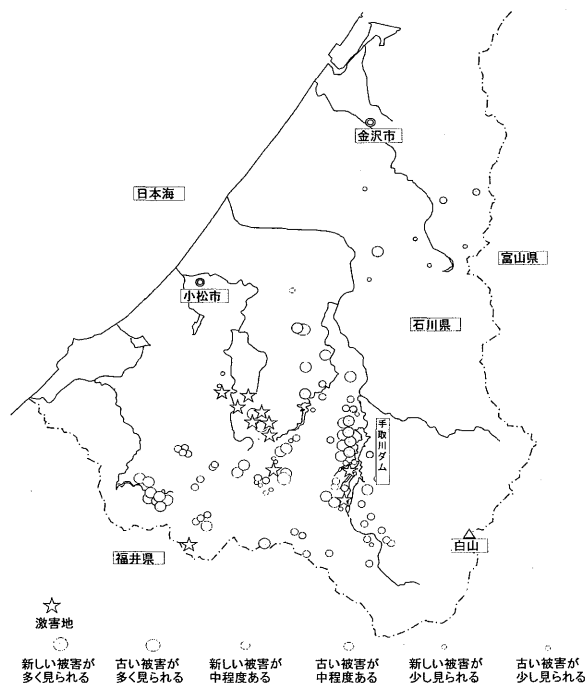 金沢市
日本海
富山県
小松市
石川県
手取川ダム
白山
福井県
激害地
新しい被害が
多く見られる
古い被害が
多く見られる
新しい被害が
中程度ある
古い被害が
中程度ある
新しい被害が
少し見られる
古い被害が
少し見られる